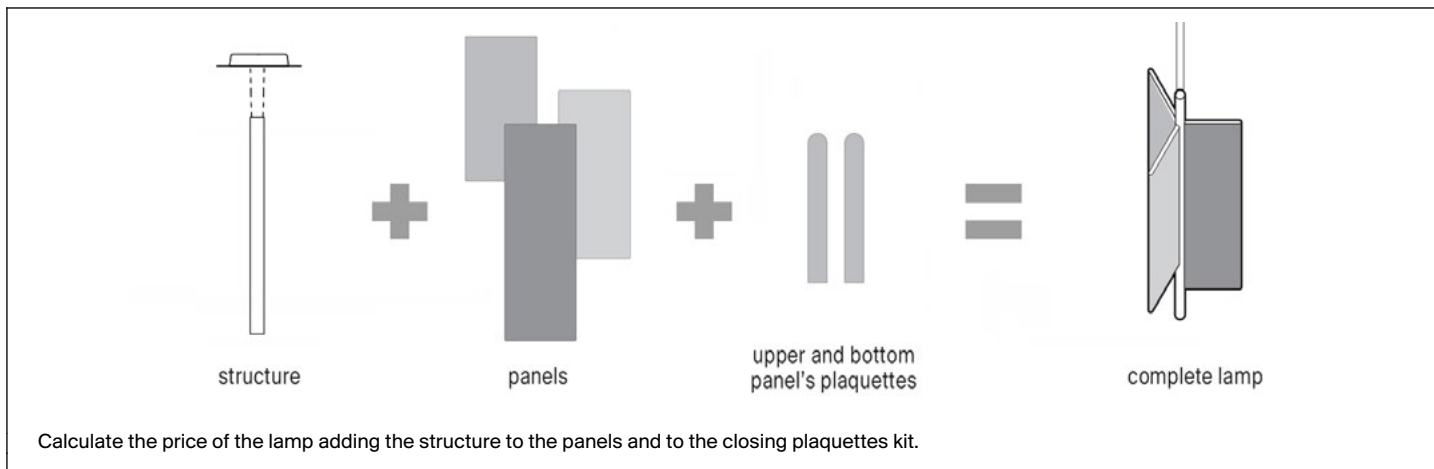 structure
panels
upper and bottom
panel's plaquettes
complete lamp
Calculate the price of the lamp adding the structure to the panels and to the closing plaquettes kit.